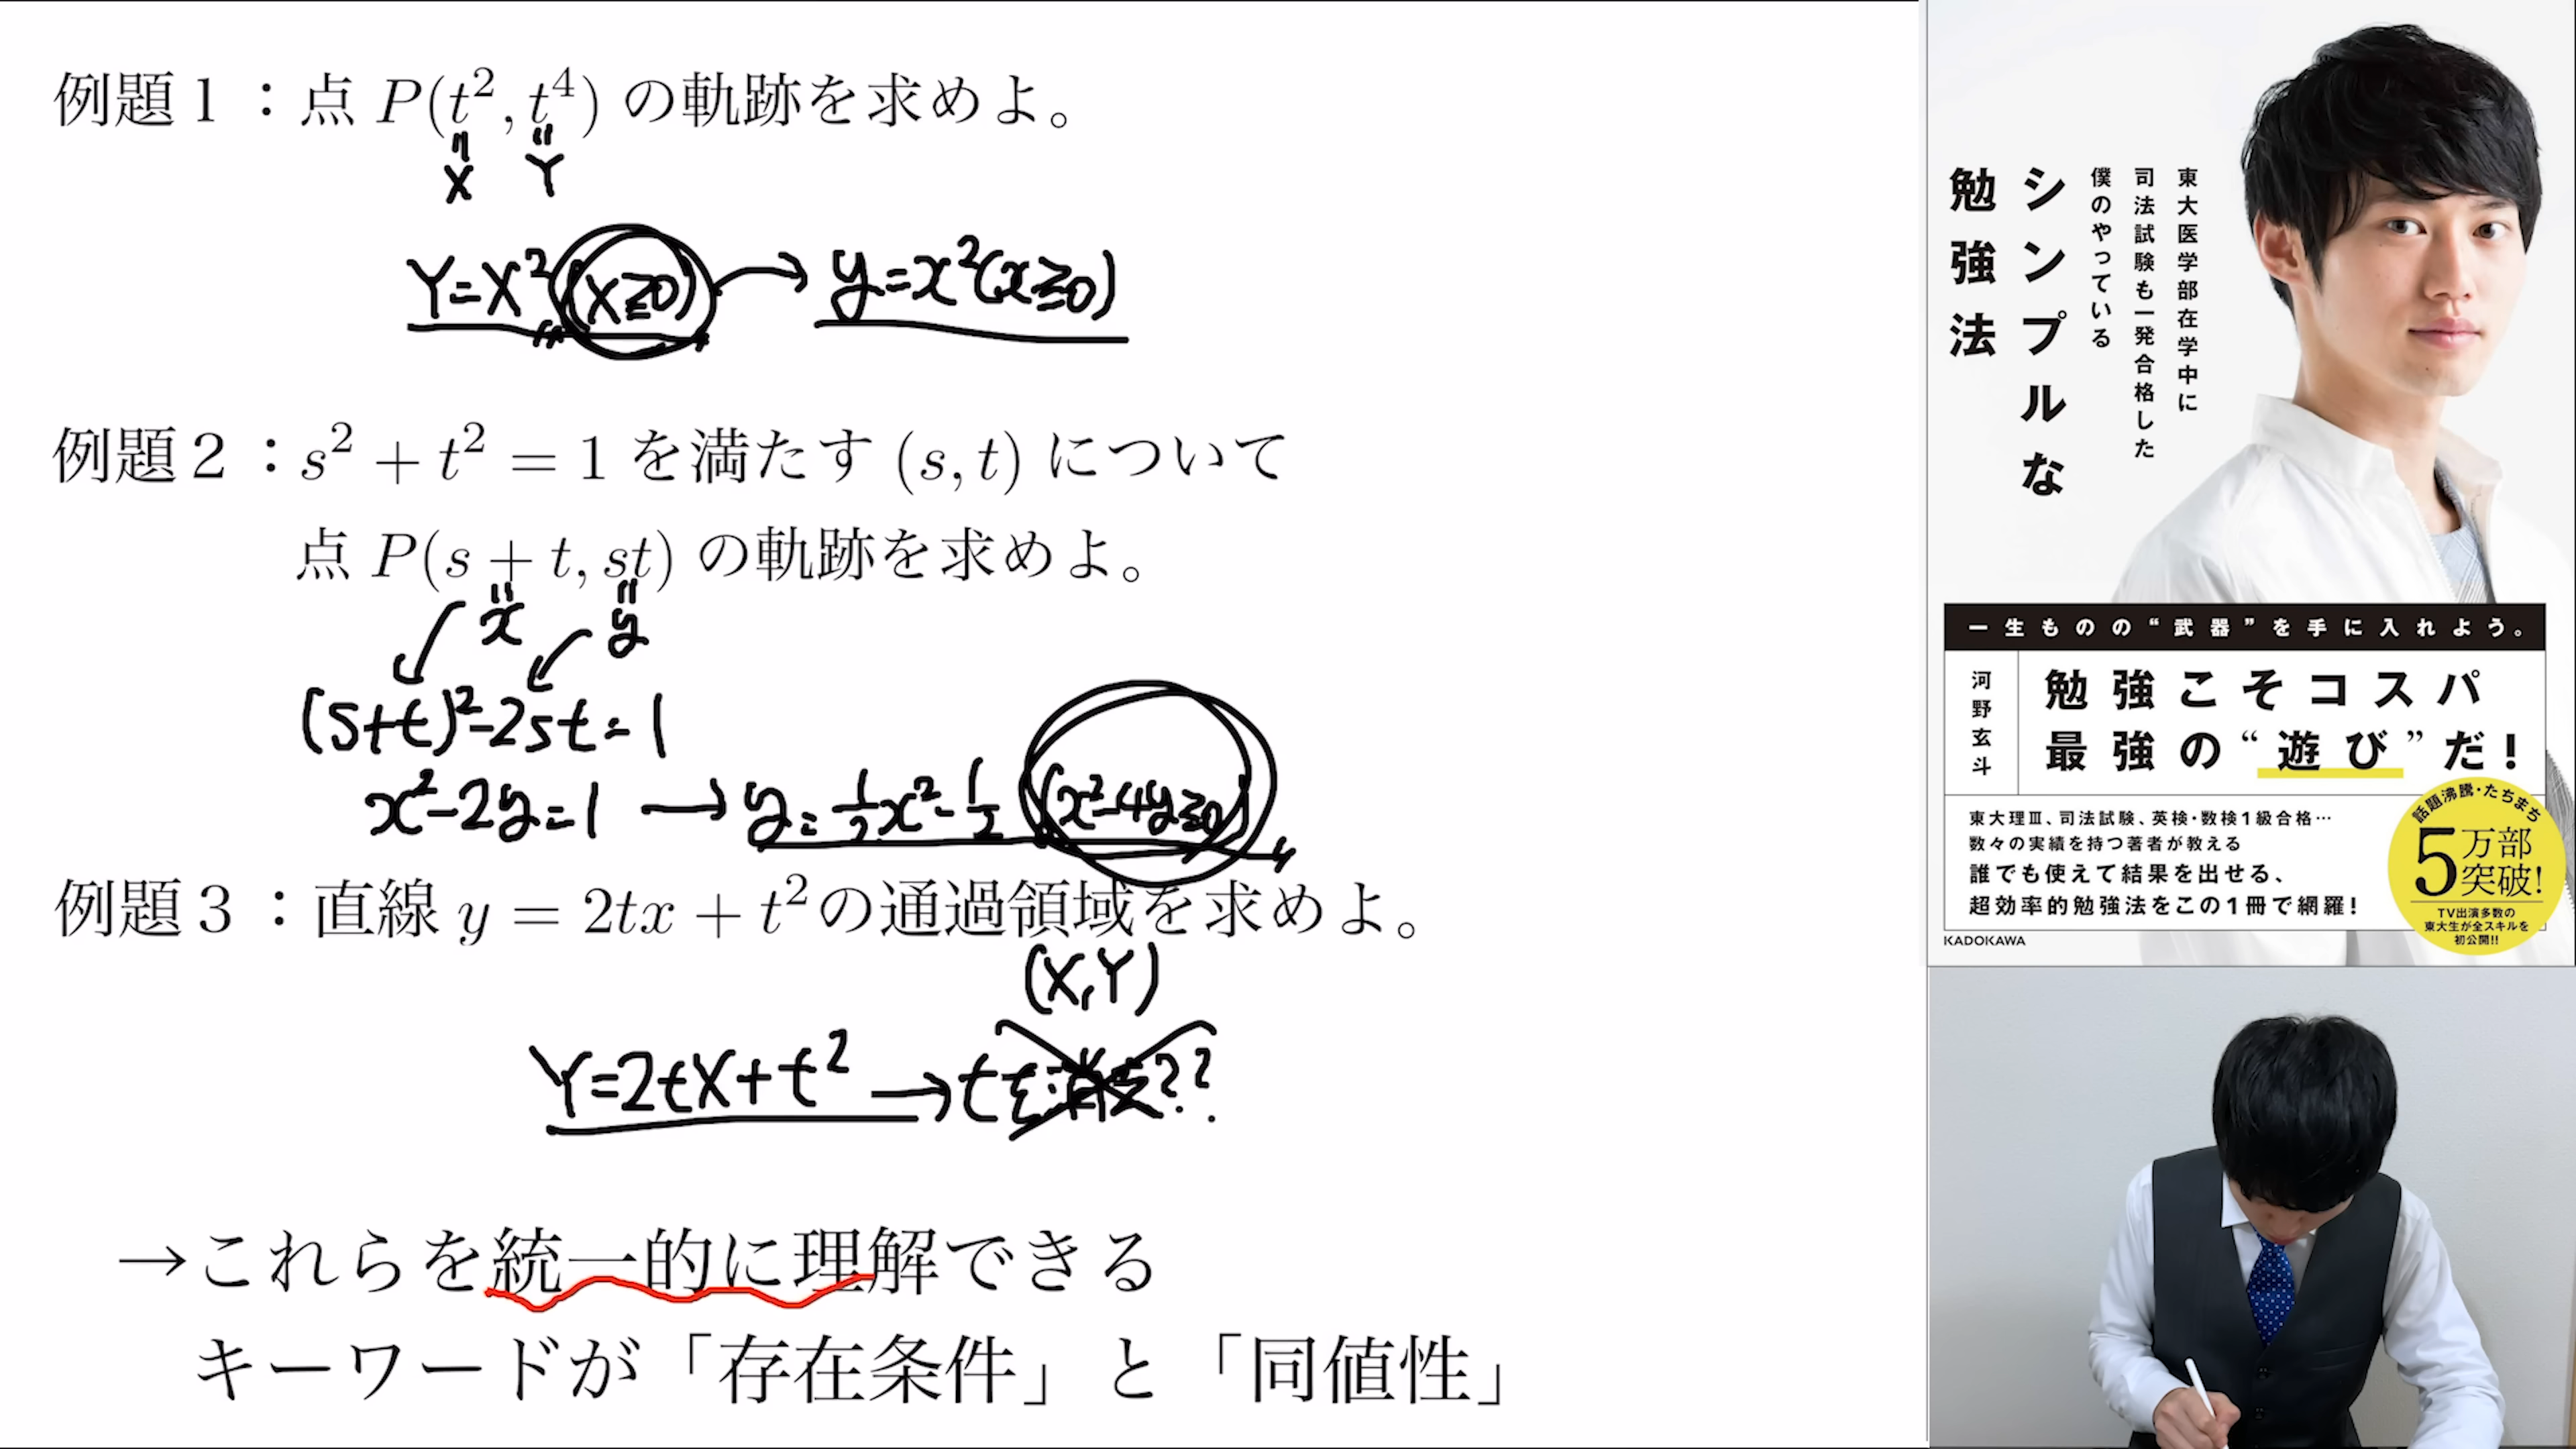 例題1：点 P(t², t⁴) の軌跡を求めよ。
〃 〃
X Y
Y=X²(X≧0) → y=x²(x≧0)
例題2：s² + t² = 1 を満たす (s, t) について
点 P(s + t, st) の軌跡を求めよ。
〃 〃
x y
(s+t)²-2st=1
x²-2y=1 → y=1/2x²-1/2 (x²-4y≧0)
例題3：直線 y = 2tx + t²の通過領域を求めよ。
(X,Y)
Y=2tX+t² → tを消去??
→これらを統一的に理解できる
キーワードが「存在条件」と「同値性」
東大医学部在学中に
司法試験も一発合格した
僕のやっている
シンプルな
勉強法
一生ものの“武器”を手に入れよう。
河野玄斗
勉強こそコスパ
最強の“遊び”だ！
東大理Ⅲ、司法試験、英検・数検1級合格…
数々の実績を持つ著者が教える
誰でも使えて結果を出せる、
超効率的勉強法をこの1冊で網羅！
話題沸騰・たちまち
5万部
突破！
TV出演多数の
東大生が全スキルを
初公開!!
KADOKAWA